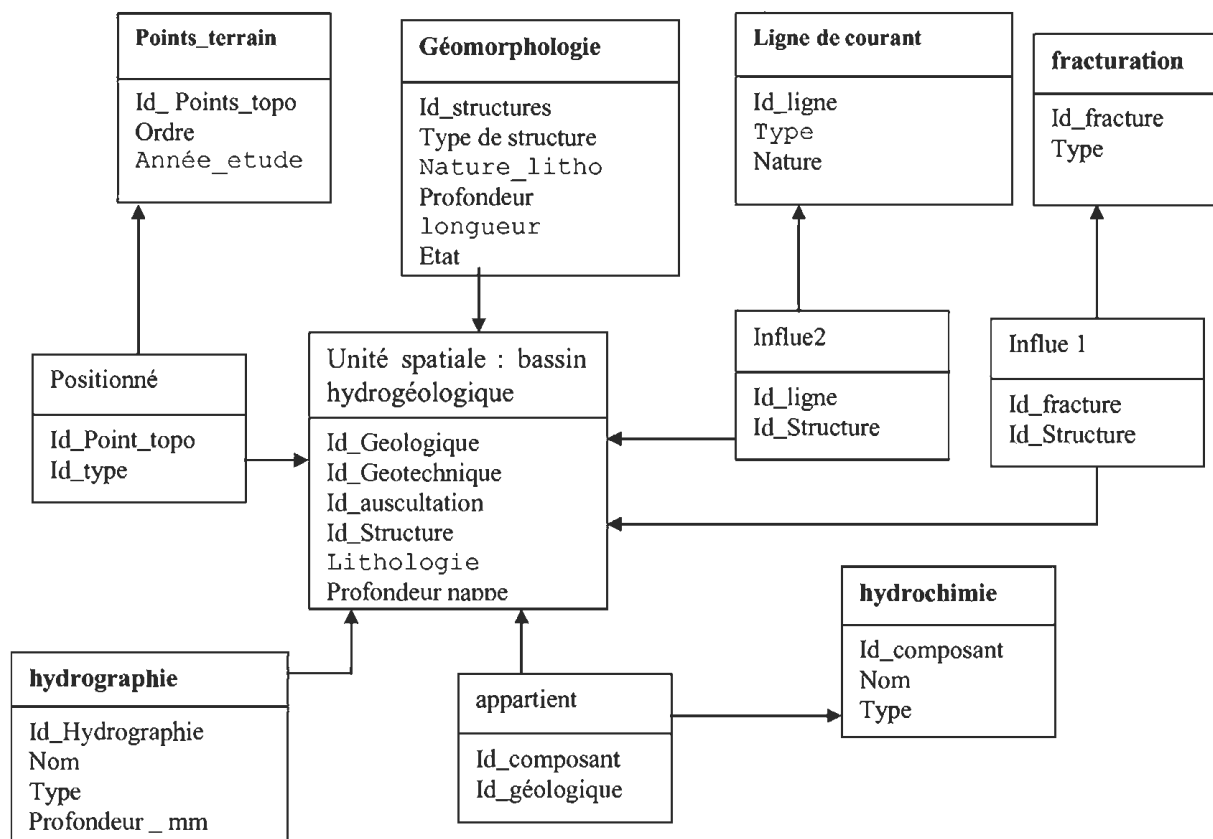 Points_terrain
Id_ Points_topo
Ordre
Année_etude
Géomorphologie
Id_structures
Type de structure
Nature_litho
Profondeur
longueur
Etat
Ligne de courant
Id_ligne
Type
Nature
fracturation
Id_fracture
Type
Positionné
Id_Point_topo
Id_type
Unité spatiale : bassin
hydrogéologique
Id_Geologique
Id_Geotechnique
Id_auscultation
Id_Structure
Lithologie
Profondeur nappe
Influe2
Id_ligne
Id_Structure
Influe 1
Id_fracture
Id_Structure
hydrographie
Id_Hydrographie
Nom
Type
Profondeur _ mm
appartient
Id_composant
Id_géologique
hydrochimie
Id_composant
Nom
Type